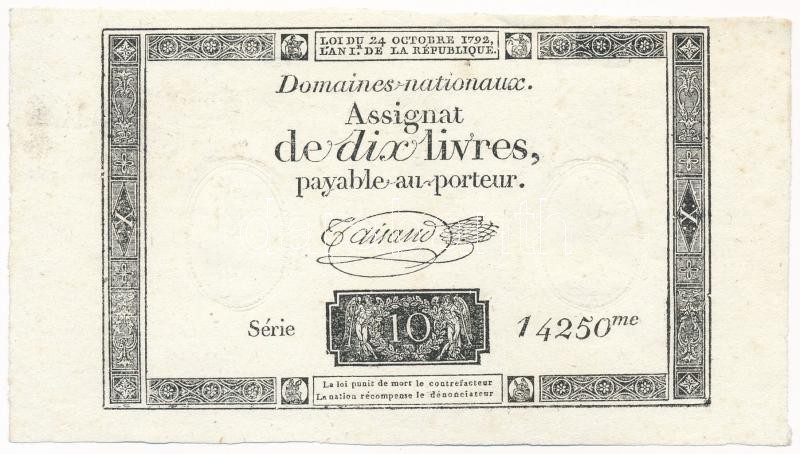 LOI DU 24 OCTOBRE 1792,
L'AN I.R DE LA RÉPUBLIQUE.
Domaines nationaux.
Assignat
de dix livres,
payable au porteur.
Taisaud
X
X
Série
10
14250me
La loi punit de mort le contrefacteur
La nation récompense le dénonciateur